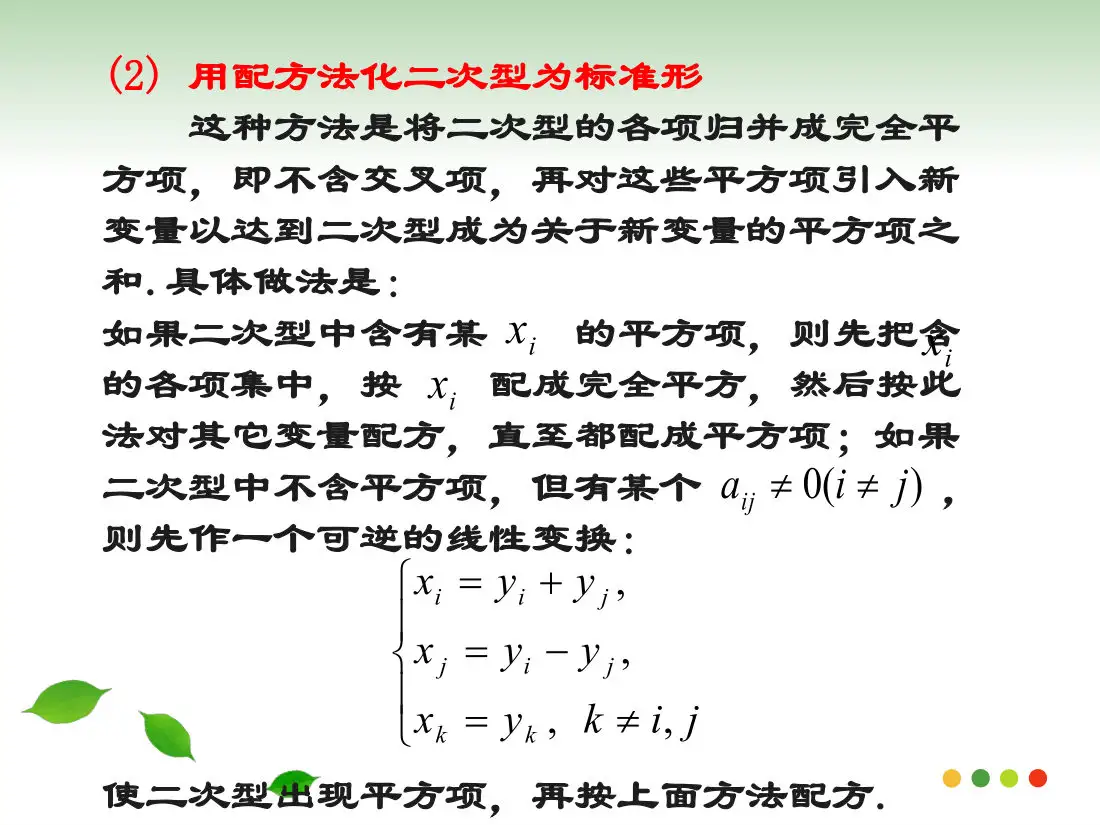 (2) 用配方法化二次型为标准形
这种方法是将二次型的各项归并成完全平
方项，即不含交叉项，再对这些平方项引入新
变量以达到二次型成为关于新变量的平方项之
和.具体做法是：
如果二次型中含有某 x_i 的平方项，则先把含 x_i
的各项集中，按 x_i 配成完全平方，然后按此
法对其它变量配方，直至都配成平方项；如果
二次型中不含平方项，但有某个 a_{ij} ≠ 0(i ≠ j)，
则先作一个可逆的线性变换：
x_i = y_i + y_j,
x_j = y_i − y_j,
x_k = y_k, k ≠ i, j
使二次型出现平方项，再按上面方法配方.